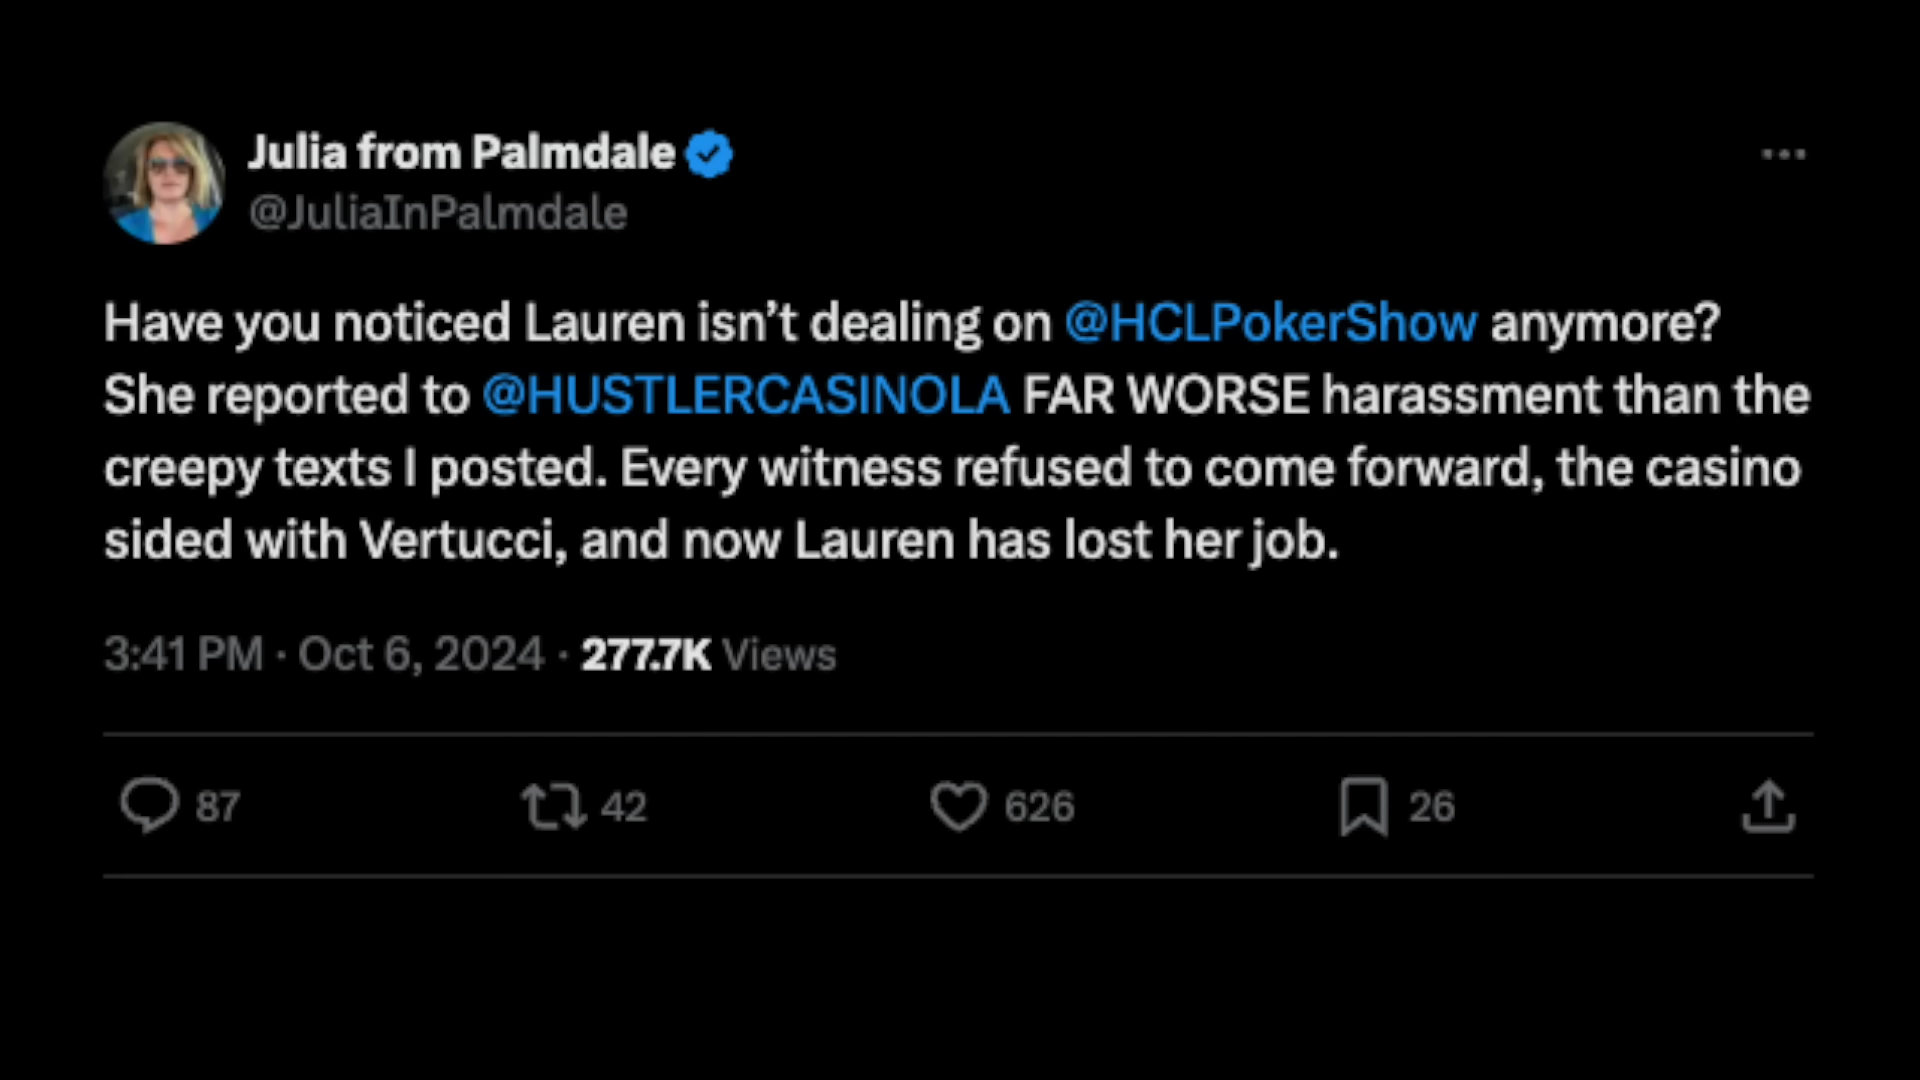 Julia from Palmdale
@JuliaInPalmdale
Have you noticed Lauren isn’t dealing on @HCLPokerShow anymore?
She reported to @HUSTLERCASINOLA FAR WORSE harassment than the
creepy texts I posted. Every witness refused to come forward, the casino
sided with Vertucci, and now Lauren has lost her job.
3:41 PM · Oct 6, 2024 · 277.7K Views
87 42 626 26